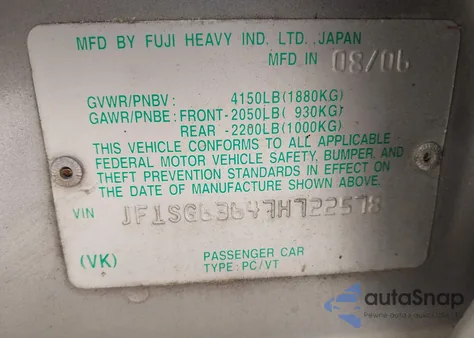 MFD BY FUJI HEAVY IND. LTD. JAPAN
MFD IN 08/06
GVWR/PNBV: 4150LB(1880KG)
GAWR/PNBE: FRONT-2050LB( 930KG)
REAR -2200LB(1000KG)
THIS VEHICLE CONFORMS TO ALL APPLICABLE
FEDERAL MOTOR VEHICLE SAFETY, BUMPER, AND
THEFT PREVENTION STANDARDS IN EFFECT ON
THE DATE OF MANUFACTURE SHOWN ABOVE.
VIN JF1SG63647H722578
(VK) PASSENGER CAR
TYPE: PC/VT
autaSnap